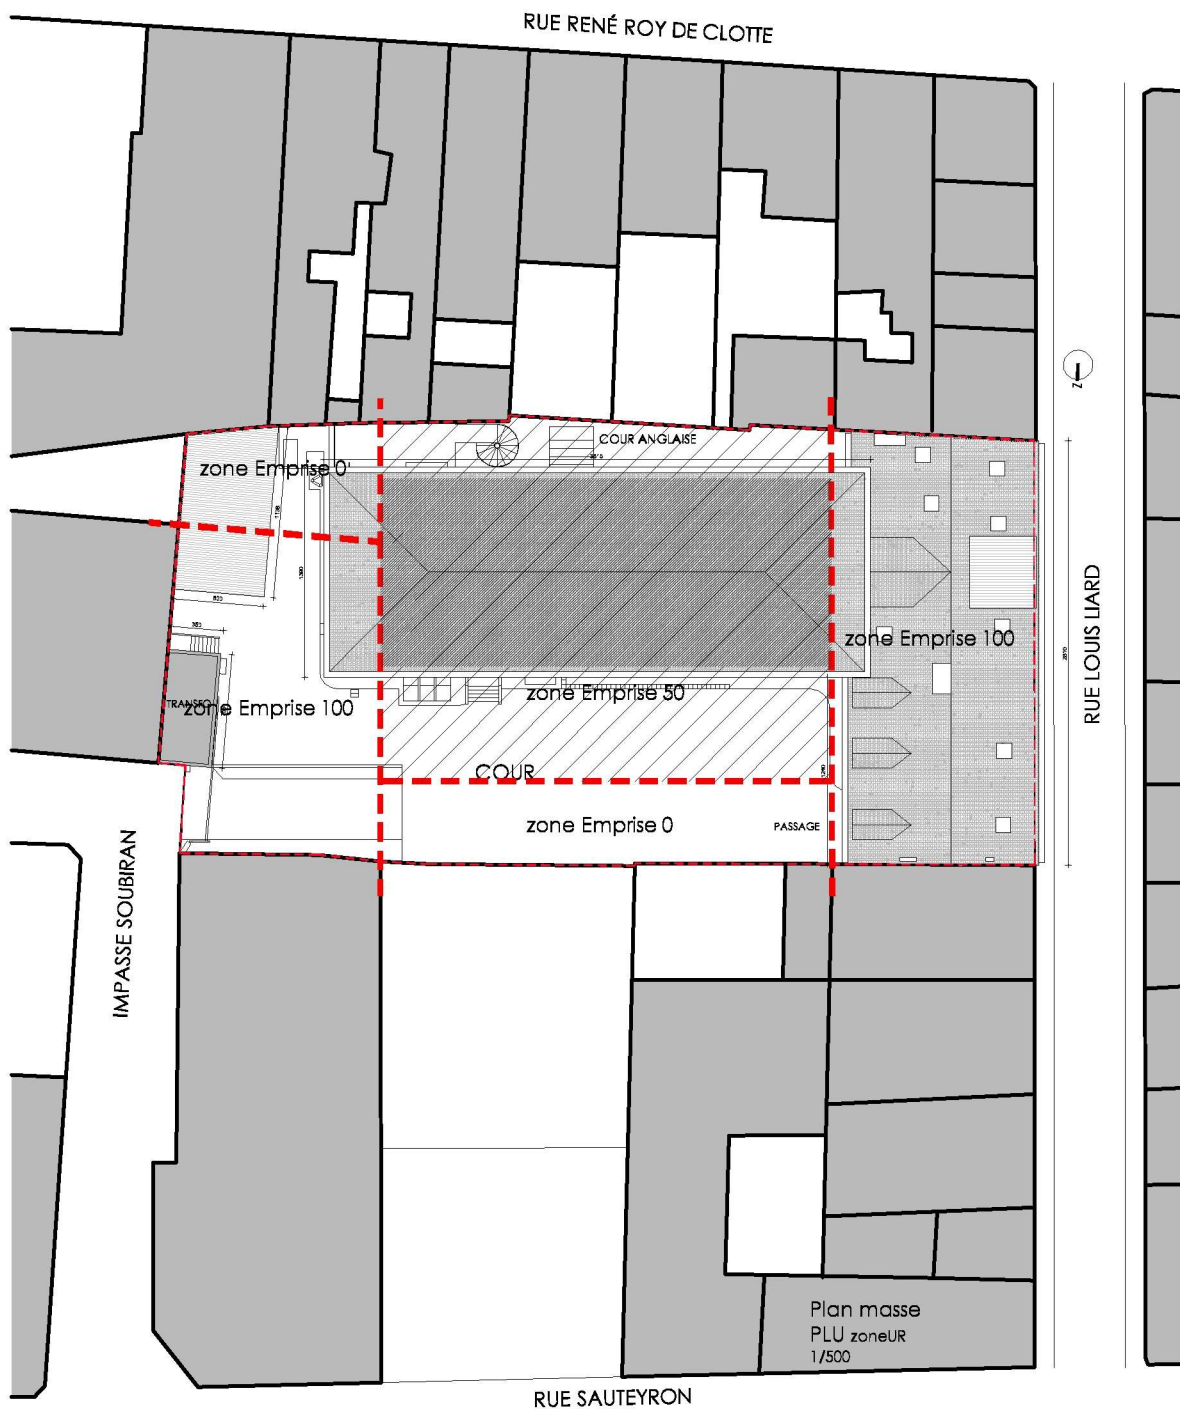 RUE RENÉ ROY DE CLOTTE
Z
COUR ANGLAISE
zone Emprise 0'
RUE LOUIS LIARD
zone Emprise 100
zone Emprise 50
TRANSFO
zone Emprise 100
COUR
zone Emprise 0
PASSAGE
IMPASSE SOUBIRAN
Plan masse
PLU zoneUR
1/500
RUE SAUTEYRON